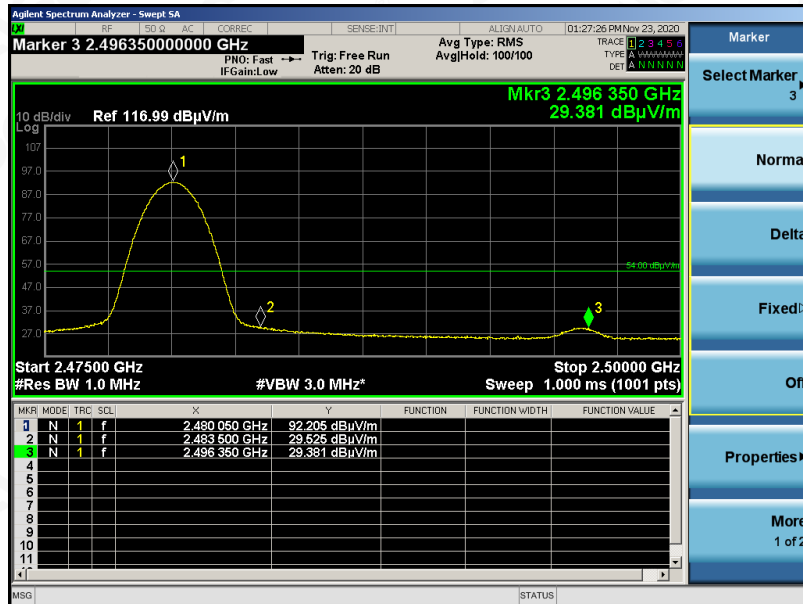 Agilent Spectrum Analyzer - Swept SA
LXI RF 50 Ω AC CORREC SENSE:INT ALIGN AUTO 01:27:26 PM Nov 23, 2020
Marker 3 2.496350000000 GHz
PNO: Fast
IFGain:Low
Trig: Free Run
Atten: 20 dB
Avg Type: RMS
Avg|Hold: 100/100
TRACE 1 2 3 4 5 6
TYPE A WWWWW
DET A N N N N N
Mkr3 2.496 350 GHz
29.381 dBµV/m
10 dB/div Ref 116.99 dBµV/m
Log
107
97.0
87.0
77.0
67.0
57.0
47.0
37.0
27.0
1
2
3
54.00 dBµV/m
Start 2.47500 GHz Stop 2.50000 GHz
#Res BW 1.0 MHz #VBW 3.0 MHz* Sweep 1.000 ms (1001 pts)
MKR MODE TRC SCL X Y FUNCTION FUNCTION WIDTH FUNCTION VALUE
1 N 1 f 2.480 050 GHz 92.205 dBµV/m
2 N 1 f 2.483 500 GHz 29.525 dBµV/m
3 N 1 f 2.496 350 GHz 29.381 dBµV/m
4
5
6
7
8
9
10
11
MSG STATUS
Marker
Select Marker
3
Norma
Delta
Fixed
Of
Properties
More
1 of 2